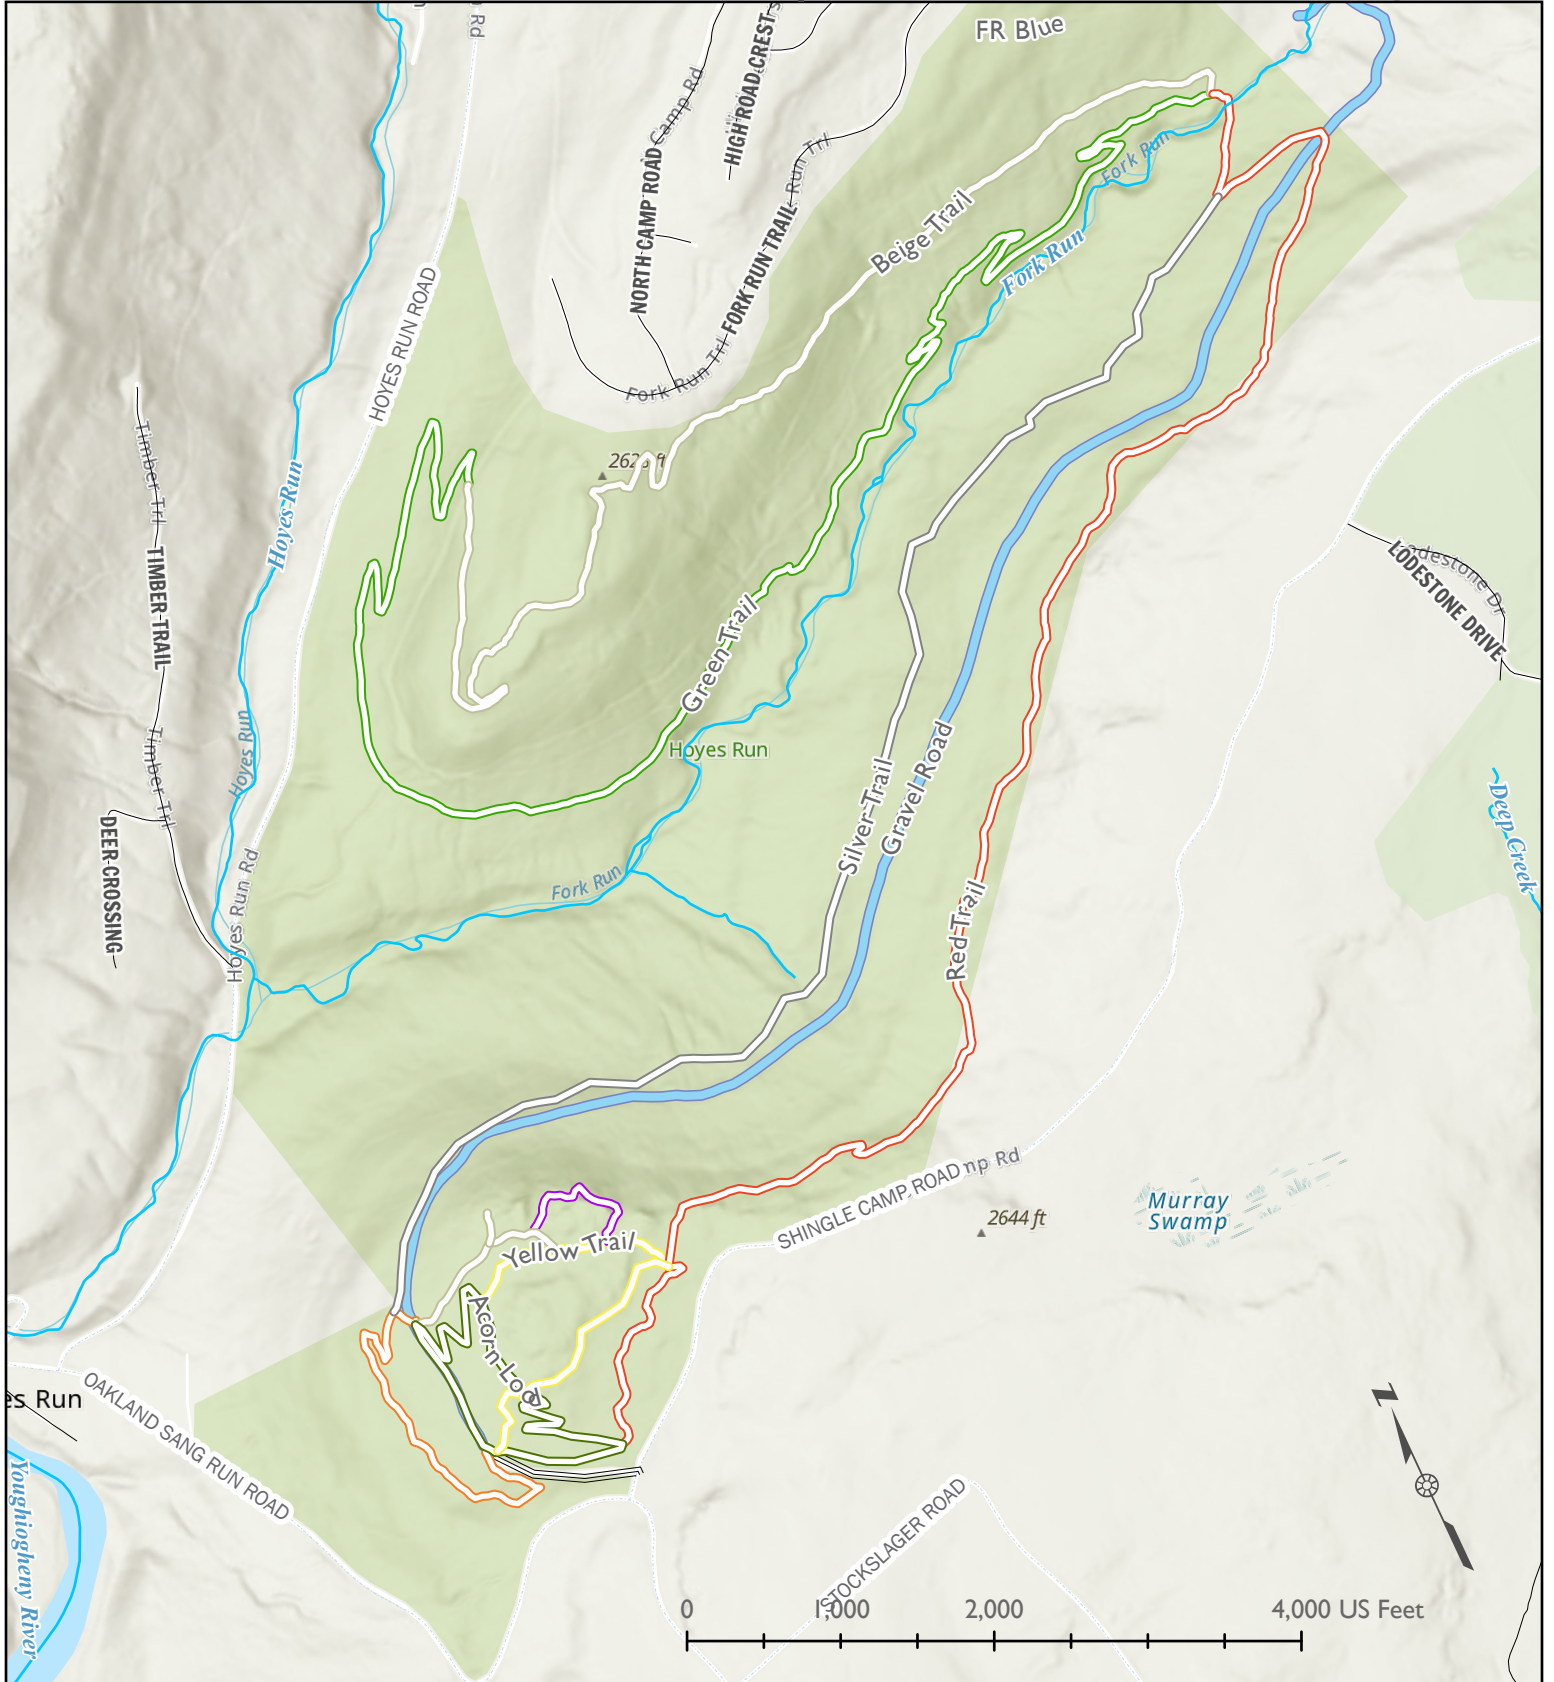 Rd
FR Blue
Camp Rd
HIGH ROAD CREST
NORTH CAMP ROAD
Run Trl
FORK RUN TRAIL
Fork Run Trl
Fork Run
Beige Trail
Fork Run
HOYES RUN ROAD
2628 ft
Timber Trl
Hoyes Run
TIMBER TRAIL
Lodestone Dr
LODESTONE DRIVE
Green Trail
Hoyes Run
Hoyes Run
Timber Trl
Silver Trail
Gravel Road
Deep Creek
DEER CROSSING
Hoyes Run Rd
Fork Run
Red Trail
SHINGLE CAMP ROAD
mp Rd
2644 ft
Murray
Swamp
Yellow Trail
Acorn Loop
OAKLAND SANG RUN ROAD
es Run
Youghiogheny River
STOCKSLAGER ROAD
N
0 1,000 2,000 4,000 US Feet